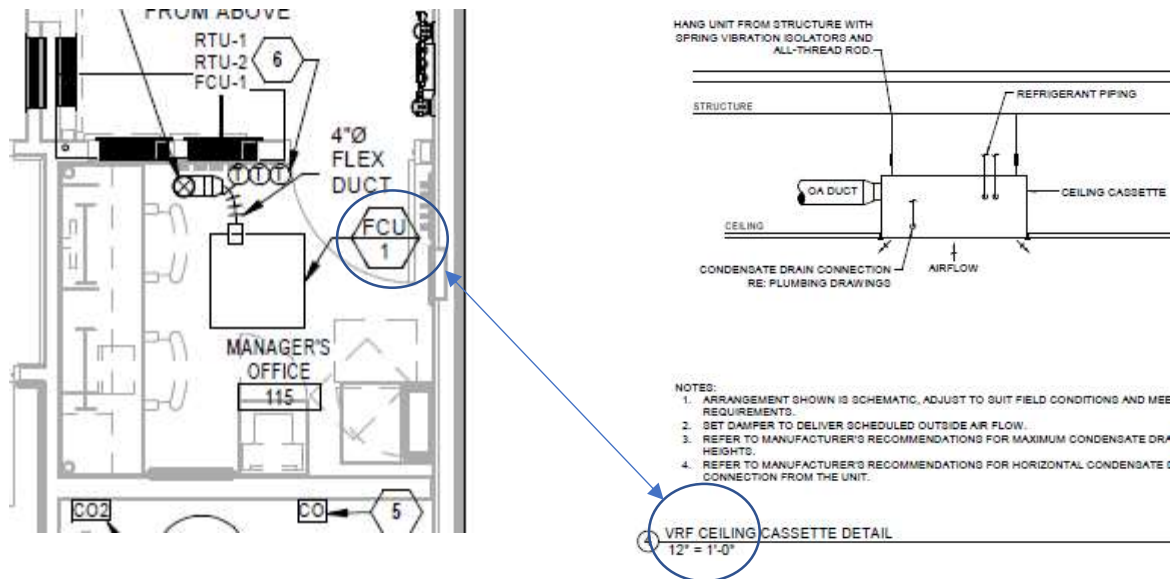 FROM ABOVE
RTU-1
RTU-2
FCU-1
6
4"Ø
FLEX
DUCT
T T T
FCU
1
MANAGER'S
OFFICE
115
CO2
CO
5
HANG UNIT FROM STRUCTURE WITH
SPRING VIBRATION ISOLATORS AND
ALL-THREAD ROD.
STRUCTURE
REFRIGERANT PIPING
OA DUCT
CEILING CASSETTE
CEILING
CONDENSATE DRAIN CONNECTION
RE: PLUMBING DRAWINGS
AIRFLOW
NOTES:
1. ARRANGEMENT SHOWN IS SCHEMATIC, ADJUST TO SUIT FIELD CONDITIONS AND
REQUIREMENTS.
2. SET DAMPER TO DELIVER SCHEDULED OUTSIDE AIR FLOW.
3. REFER TO MANUFACTURER'S RECOMMENDATIONS FOR MAXIMUM CONDENSATE
HEIGHTS.
4. REFER TO MANUFACTURER'S RECOMMENDATIONS FOR HORIZONTAL CONDENSATE
CONNECTION FROM THE UNIT.
4 VRF CEILING CASSETTE DETAIL
12" = 1'-0"